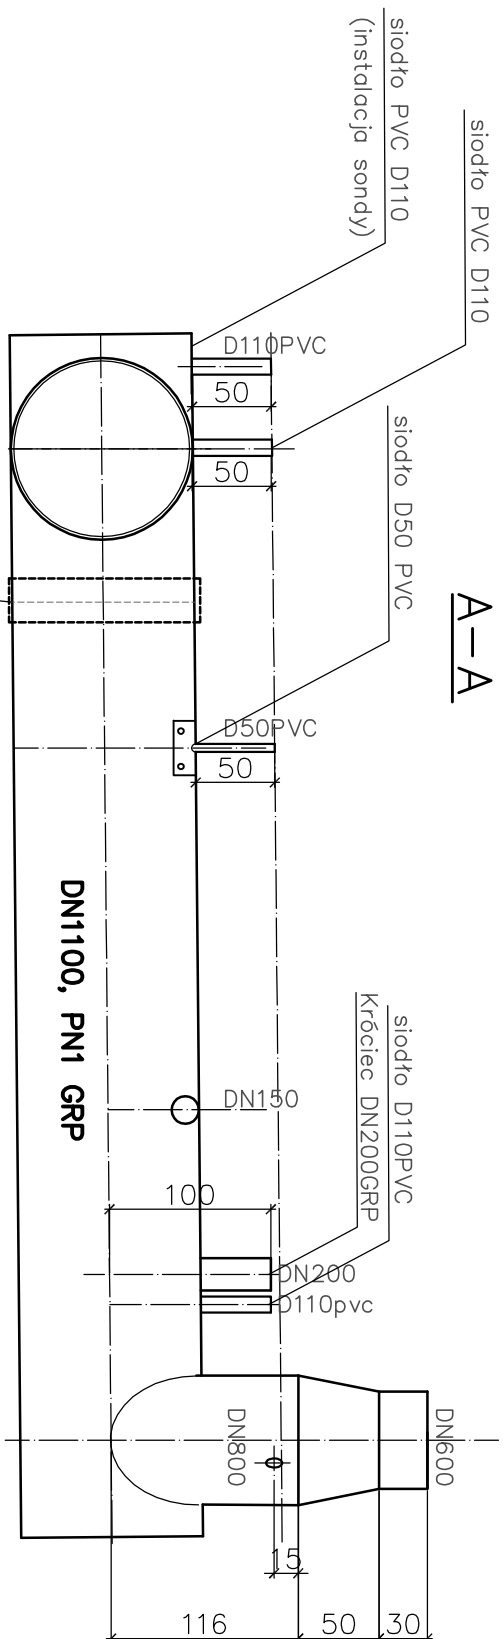 siodło PVC D110
(instalacja sondy)
siodło PVC D110
siodło D50 PVC
A-A
siodło D110PVC
Króciec DN200GRP
D110PVC
50
50
D50PVC
50
DN1100, PN1 GRP
DN150
100
DN200
D110pvc
DN800
DN600
15
116
50
30